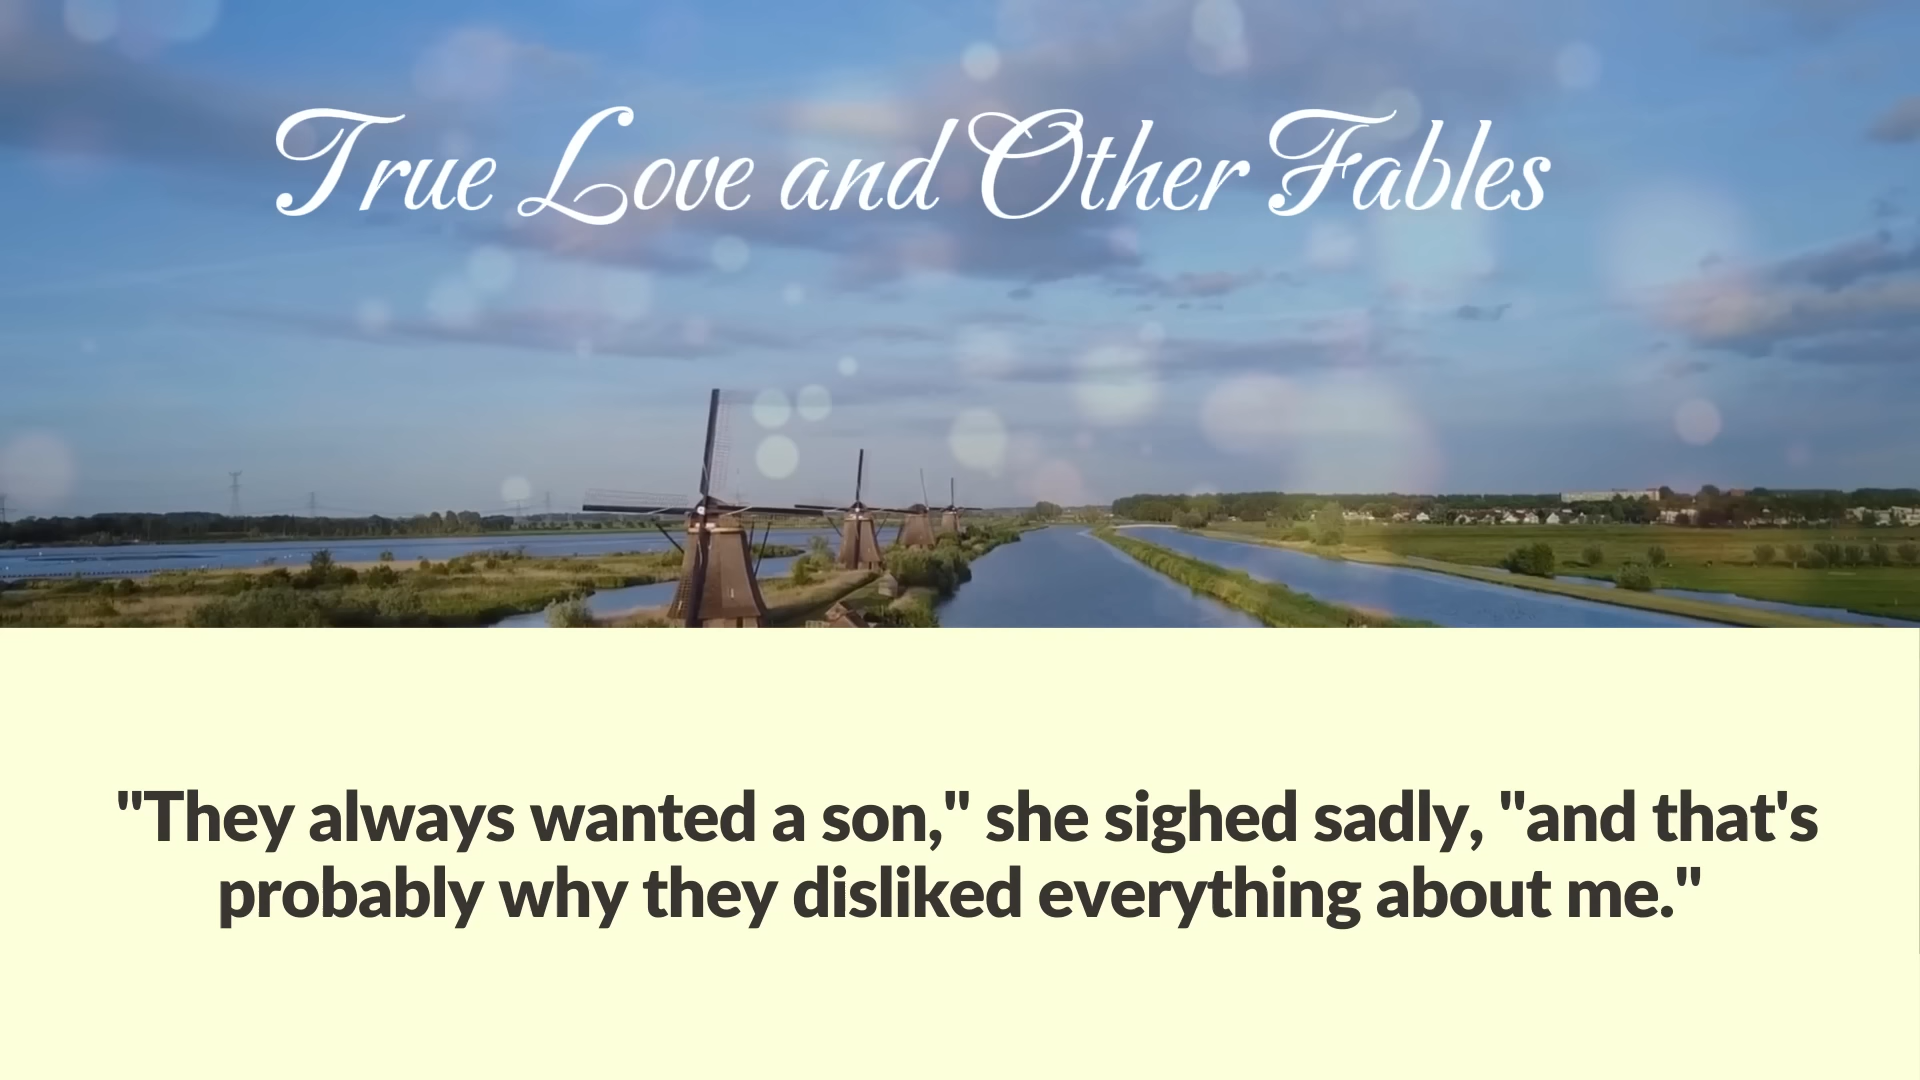 True Love and Other Fables
"They always wanted a son," she sighed sadly, "and that's
probably why they disliked everything about me."